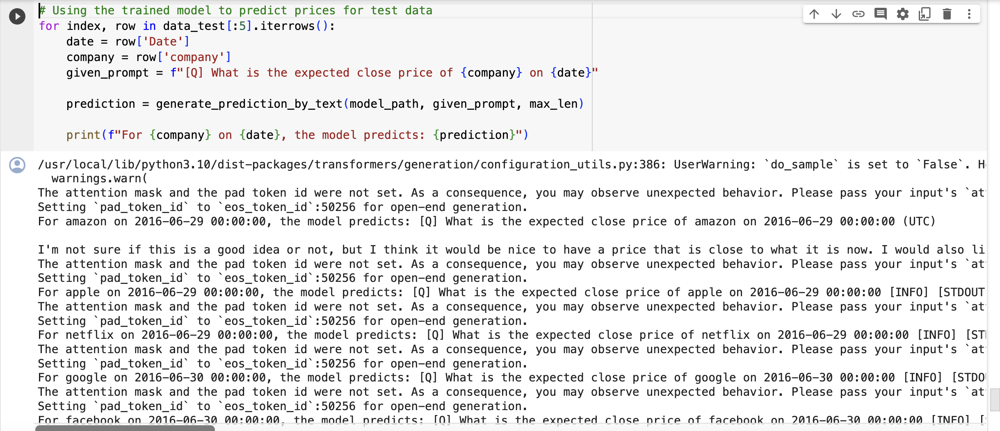 # Using the trained model to predict prices for test data
for index, row in data_test[:5].iterrows():
    date = row['Date']
    company = row['company']
    given_prompt = f"[Q] What is the expected close price of {company} on {date}"
    prediction = generate_prediction_by_text(model_path, given_prompt, max_len)
    print(f"For {company} on {date}, the model predicts: {prediction}")
/usr/local/lib/python3.10/dist-packages/transformers/generation/configuration_utils.py:386: UserWarning: `do_sample` is set to `False`.
  warnings.warn(
The attention mask and the pad token id were not set. As a consequence, you may observe unexpected behavior. Please pass your input's
Setting `pad_token_id` to `eos_token_id`:50256 for open-end generation.
For amazon on 2016-06-29 00:00:00, the model predicts: [Q] What is the expected close price of amazon on 2016-06-29 00:00:00 (UTC)
I'm not sure if this is a good idea or not, but I think it would be nice to have a price that is close to what it is now. I would also
The attention mask and the pad token id were not set. As a consequence, you may observe unexpected behavior. Please pass your input's
Setting `pad_token_id` to `eos_token_id`:50256 for open-end generation.
For apple on 2016-06-29 00:00:00, the model predicts: [Q] What is the expected close price of apple on 2016-06-29 00:00:00 [INFO] [STDOUT
The attention mask and the pad token id were not set. As a consequence, you may observe unexpected behavior. Please pass your input's
Setting `pad_token_id` to `eos_token_id`:50256 for open-end generation.
For netflix on 2016-06-29 00:00:00, the model predicts: [Q] What is the expected close price of netflix on 2016-06-29 00:00:00 [INFO]
The attention mask and the pad token id were not set. As a consequence, you may observe unexpected behavior. Please pass your input's
Setting `pad_token_id` to `eos_token_id`:50256 for open-end generation.
For google on 2016-06-30 00:00:00, the model predicts: [Q] What is the expected close price of google on 2016-06-30 00:00:00 [INFO]
The attention mask and the pad token id were not set. As a consequence, you may observe unexpected behavior. Please pass your input's
Setting `pad_token_id` to `eos_token_id`:50256 for open-end generation.
For facebook on 2016-06-30 00:00:00, the model predicts: [Q] What is the expected close price of facebook on 2016-06-30 00:00:00 [INFO]